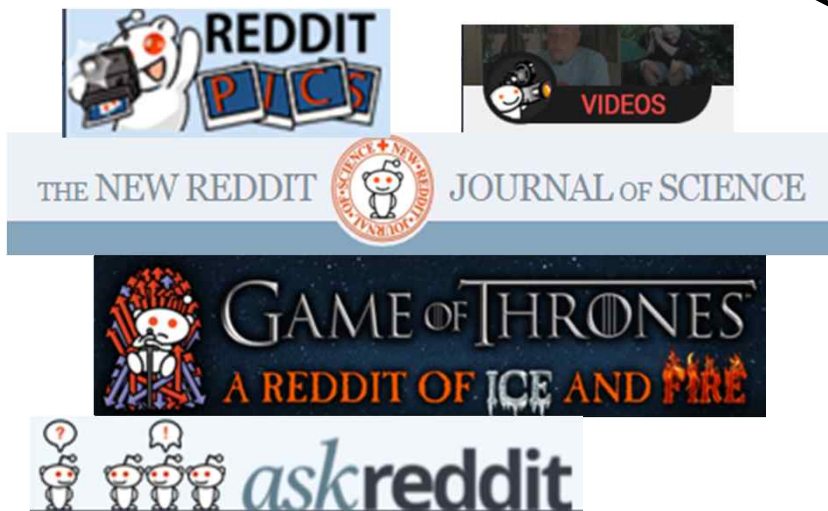 REDDIT
PICS
VIDEOS
THE NEW REDDIT JOURNAL OF SCIENCE
NEW·REDDIT·JOURNAL·OF·SCIENCE
GAME OF THRONES
A REDDIT OF ICE AND FIRE
? !
askreddit